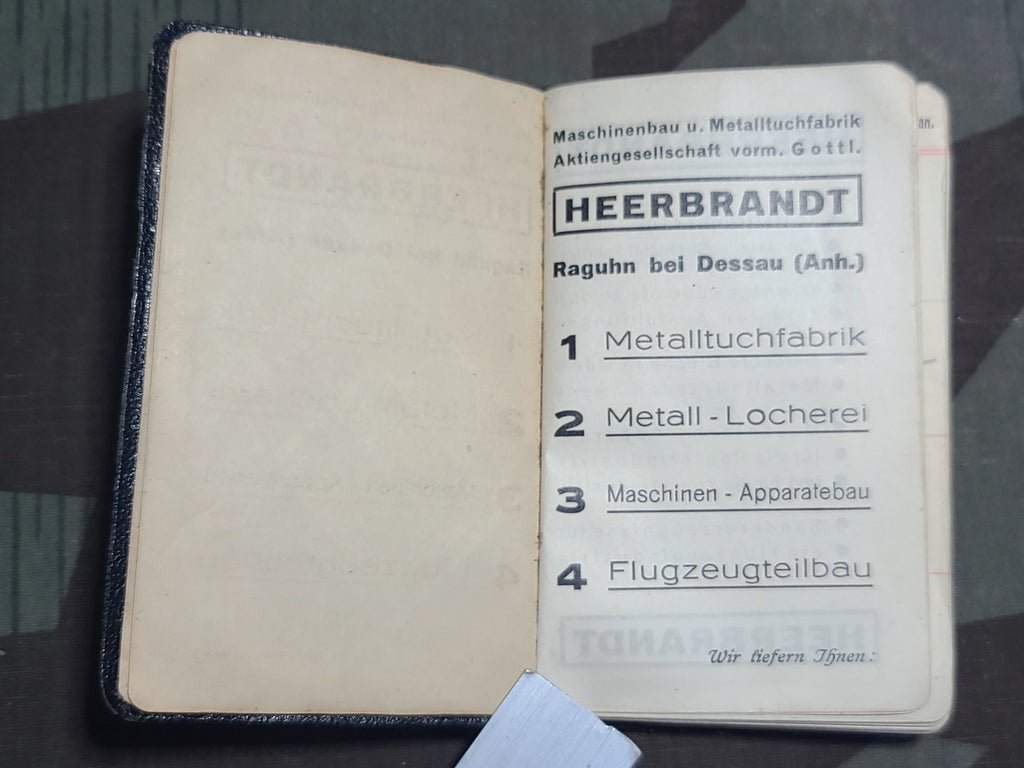 Maschinenbau u. Metalltuchfabrik
Aktiengesellschaft vorm. Gottl.
HEERBRANDT
Raguhn bei Dessau (Anh.)
1 Metalltuchfabrik
2 Metall - Locherei
3 Maschinen - Apparatebau
4 Flugzeugteilbau
Wir liefern Ihnen:
an.